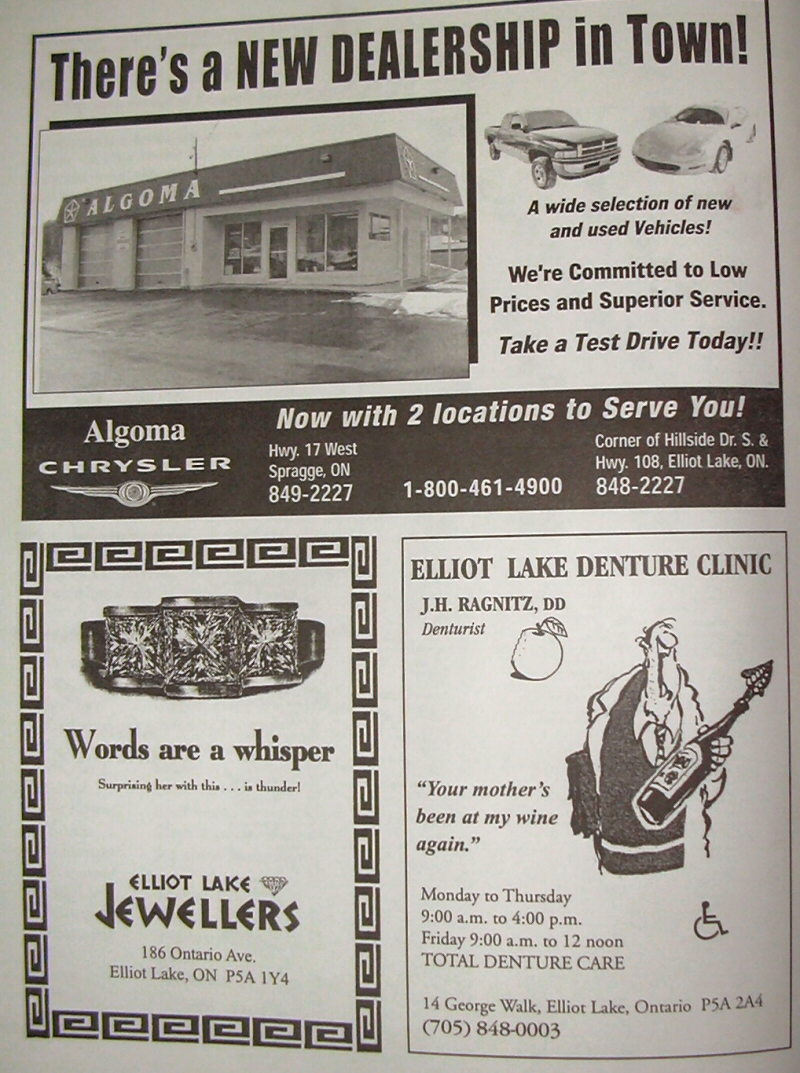 There's a NEW DEALERSHIP in Town!
ALGOMA
A wide selection of new
and used Vehicles!
We're Committed to Low
Prices and Superior Service.
Take a Test Drive Today!!
Now with 2 locations to Serve You!
Algoma
CHRYSLER
Hwy. 17 West
Spragge, ON
849-2227
1-800-461-4900
Corner of Hillside Dr. S. &
Hwy. 108, Elliot Lake, ON.
848-2227
Words are a whisper
Surprising her with this . . . is thunder!
ELLIOT LAKE
JEWELLERS
186 Ontario Ave.
Elliot Lake, ON P5A 1Y4
ELLIOT LAKE DENTURE CLINIC
J.H. RAGNITZ, DD
Denturist
"Your mother's
been at my wine
again."
Monday to Thursday
9:00 a.m. to 4:00 p.m.
Friday 9:00 a.m. to 12 noon
TOTAL DENTURE CARE
14 George Walk, Elliot Lake, Ontario P5A 2A4
(705) 848-0003